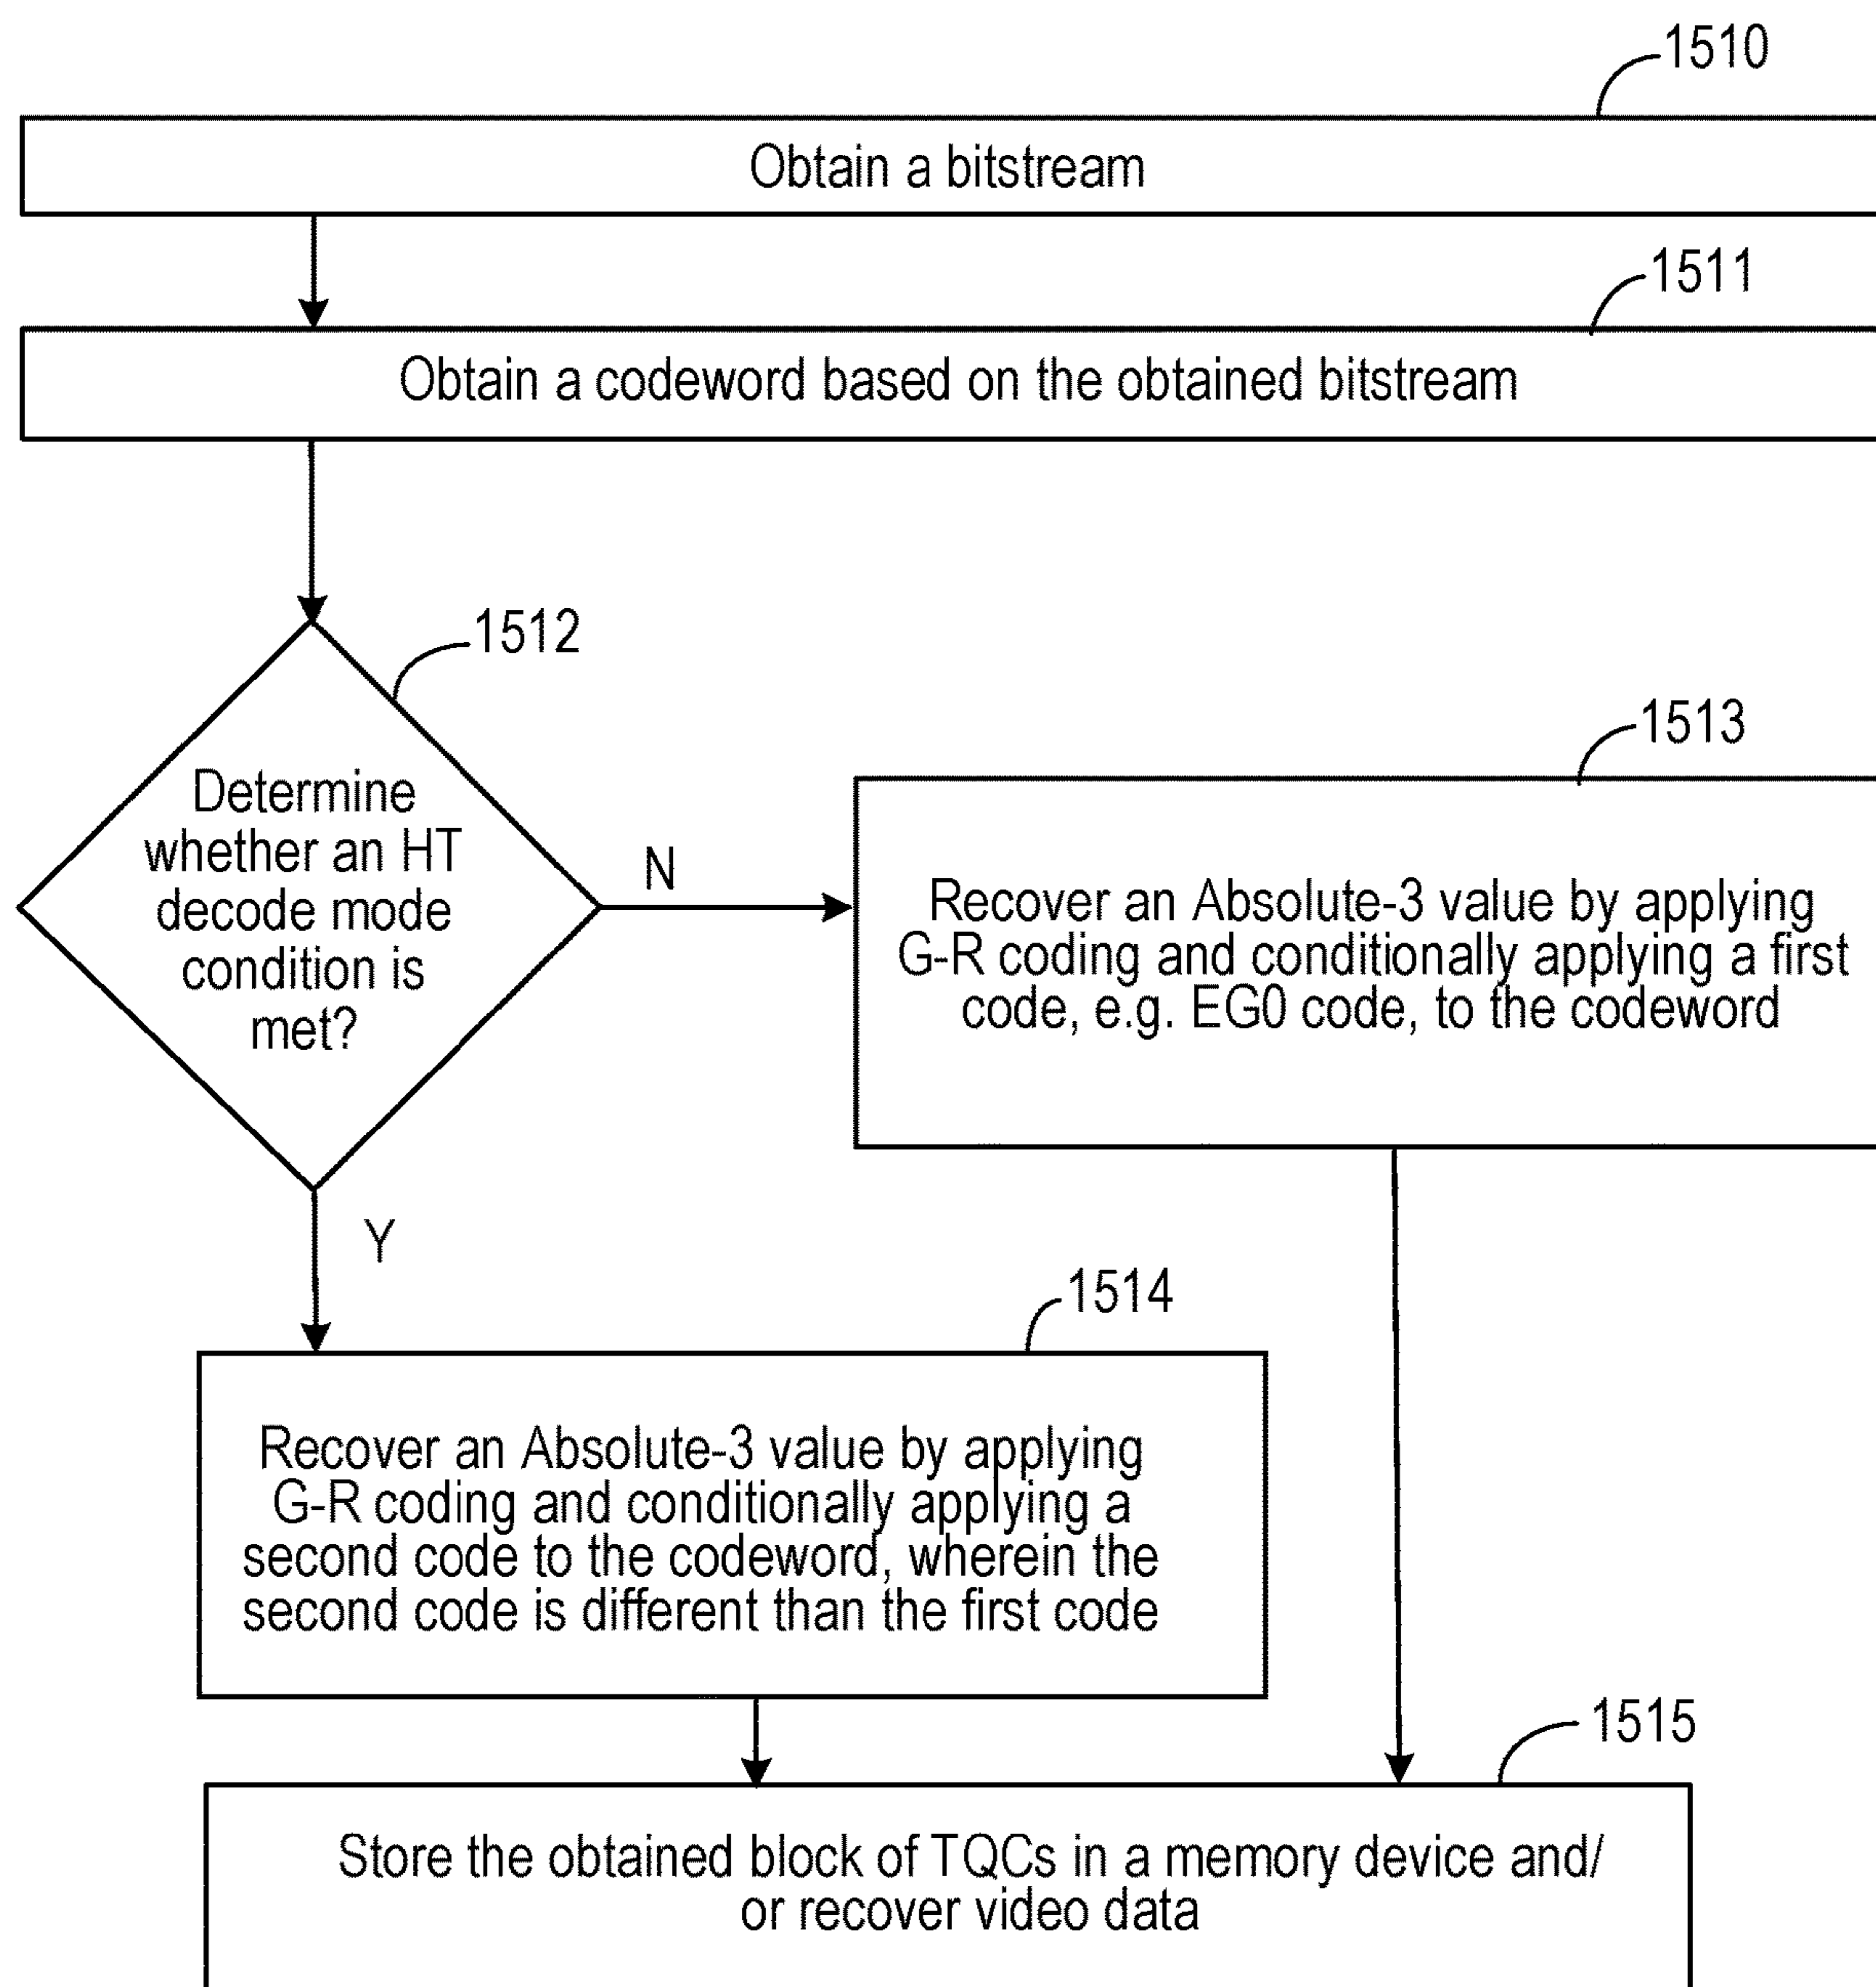 1510
Obtain a bitstream
1511
Obtain a codeword based on the obtained bitstream
1512
Determine
whether an HT
decode mode
condition is
met?
N
1513
Recover an Absolute-3 value by applying
G-R coding and conditionally applying a first
code, e.g. EG0 code, to the codeword
Y
1514
Recover an Absolute-3 value by applying
G-R coding and conditionally applying a
second code to the codeword, wherein the
second code is different than the first code
1515
Store the obtained block of TQCs in a memory device and/
or recover video data